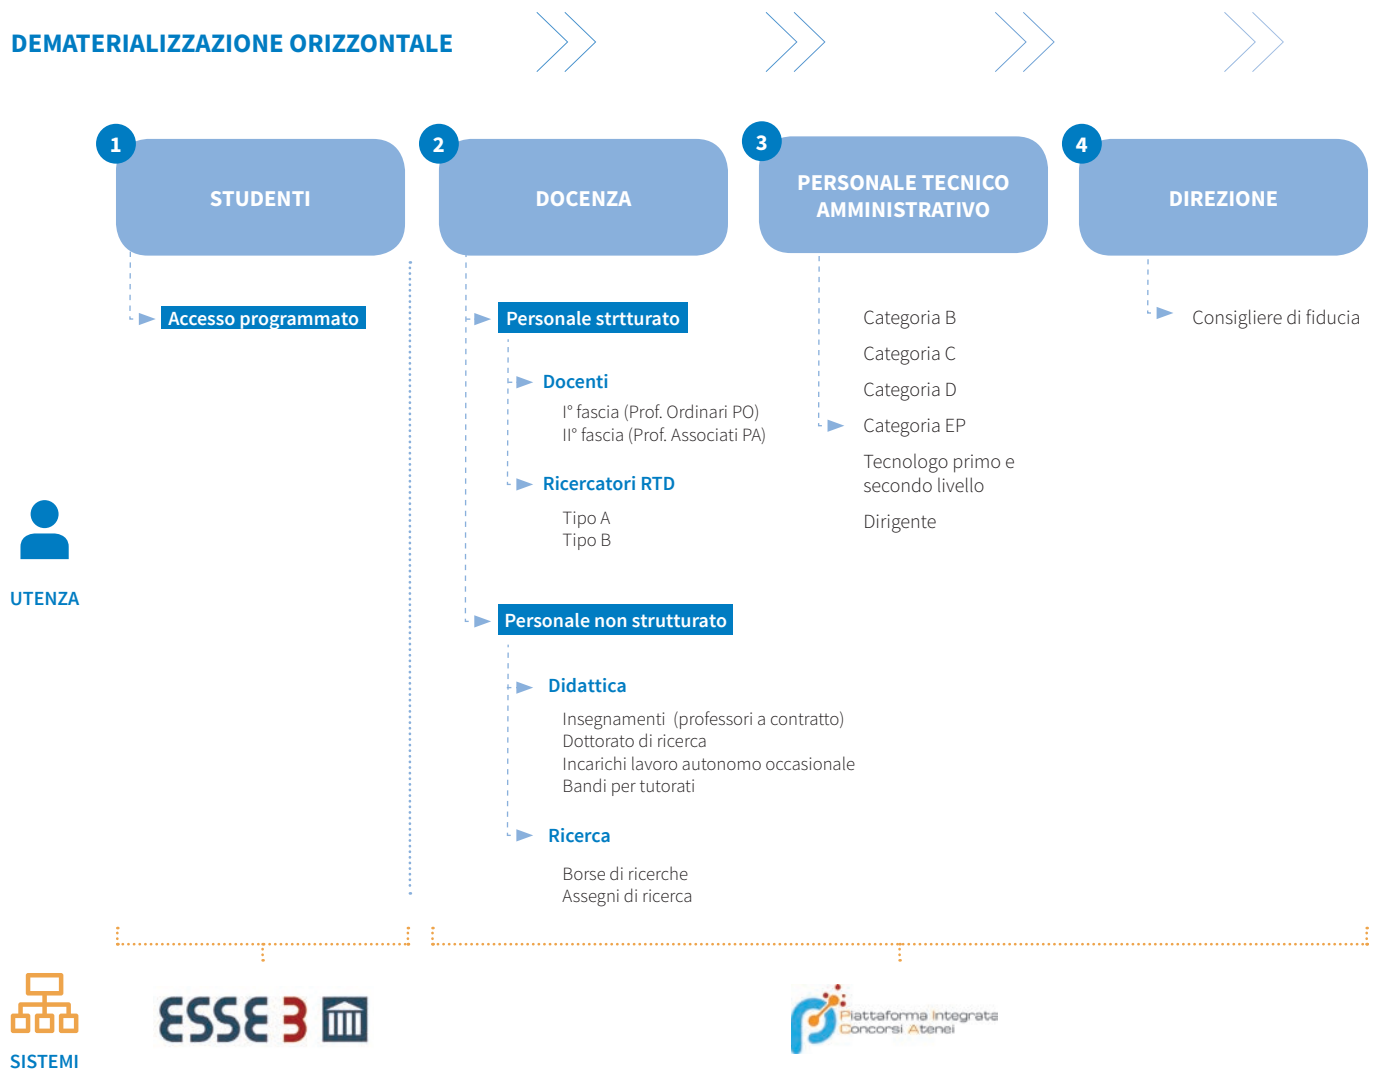 DEMATERIALIZZAZIONE ORIZZONTALE
1
STUDENTI
2
DOCENZA
3
PERSONALE TECNICO
AMMINISTRATIVO
4
DIREZIONE
Accesso programmato
Personale strtturato
Docenti
I° fascia (Prof. Ordinari PO)
II° fascia (Prof. Associati PA)
Ricercatori RTD
Tipo A
Tipo B
Personale non strutturato
Didattica
Insegnamenti (professori a contratto)
Dottorato di ricerca
Incarichi lavoro autonomo occasionale
Bandi per tutorati
Ricerca
Borse di ricerche
Assegni di ricerca
Categoria B
Categoria C
Categoria D
Categoria EP
Tecnologo primo e
secondo livello
Dirigente
Consigliere di fiducia
UTENZA
SISTEMI
ESSE3
Piattaforma Integrata
Concorsi Atenei